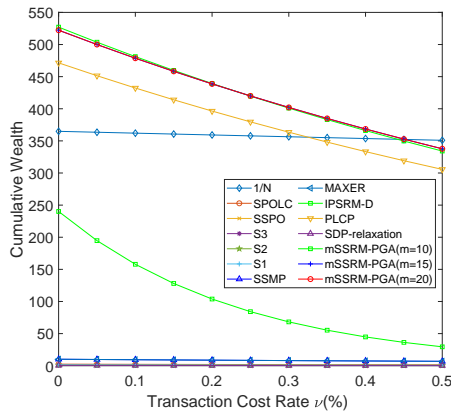 550
500
450
400
350
300
250
200
150
100
50
0
Cumulative Wealth
1/N MAXER
SPOLC IPSRM-D
SSPO PLCP
S3 SDP-relaxation
S2 mSSRM-PGA(m=10)
S1 mSSRM-PGA(m=15)
SSMP mSSRM-PGA(m=20)
0 0.1 0.2 0.3 0.4 0.5
Transaction Cost Rate ν(%)